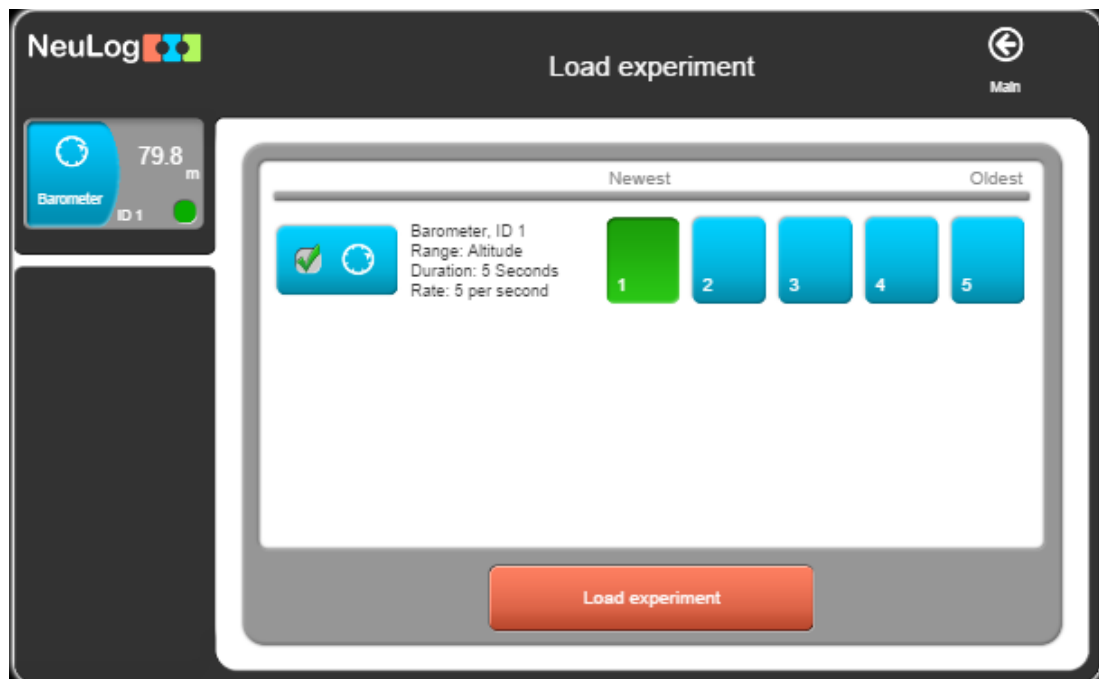 NeuLog
Load experiment
Main
79.8
m
Barometer
ID 1
Newest
Oldest
Barometer, ID 1
Range: Altitude
Duration: 5 Seconds
Rate: 5 per second
1
2
3
4
5
Load experiment